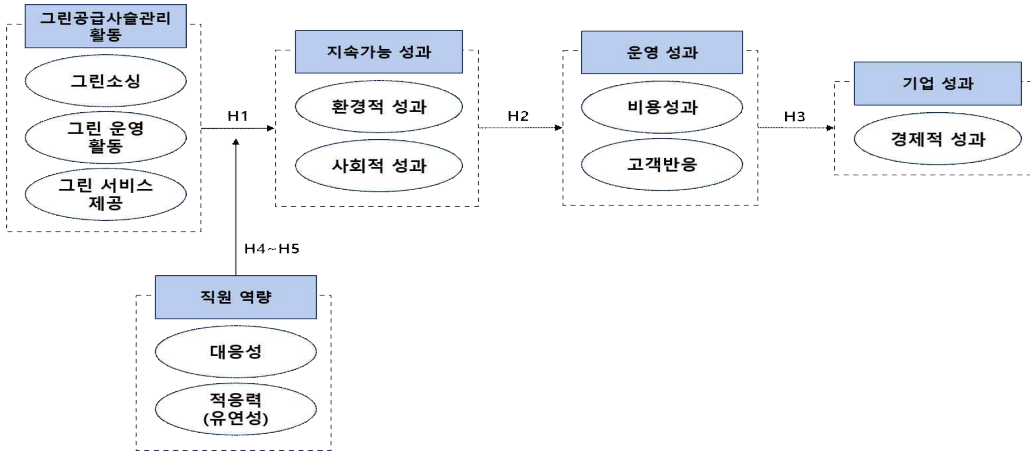 그린공급사슬관리
활동
그린소싱
그린 운영
활동
그린 서비스
제공
H1
지속가능 성과
환경적 성과
사회적 성과
H2
운영 성과
비용성과
고객반응
H3
기업 성과
경제적 성과
H4~H5
직원 역량
대응성
적응력
(유연성)